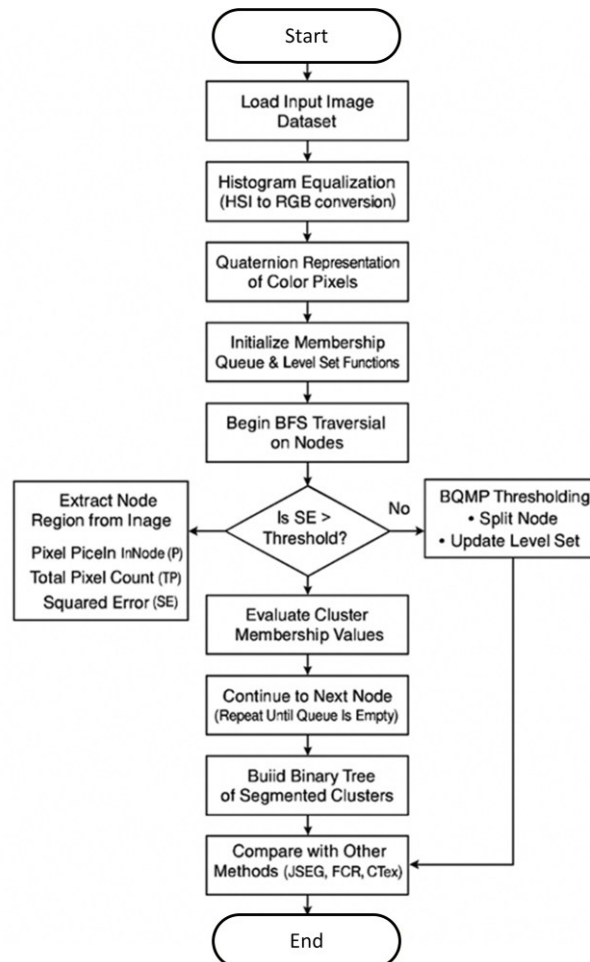 Start
Load Input Image
Dataset
Histogram Equalization
(HSI to RGB conversion)
Quaternion Representation
of Color Pixels
Initialize Membership
Queue & Level Set Functions
Begin BFS Traversial
on Nodes
Extract Node
Region from Inaige
Pixel Piceln InNode (P)
Total Pixel Count (TP)
Squared Error (SE)
Is SE >
Threshold?
No
BQMP Thresholding
• Split Node
• Update Level Set
Evaluate Cluster
Membership Values
Continue to Next Node
(Repeat Until Queue Is Empty)
Buiid Binary Tree
of Segmented Clusters
Compare with Other
Methods (JSEG, FCR, CTex)
End